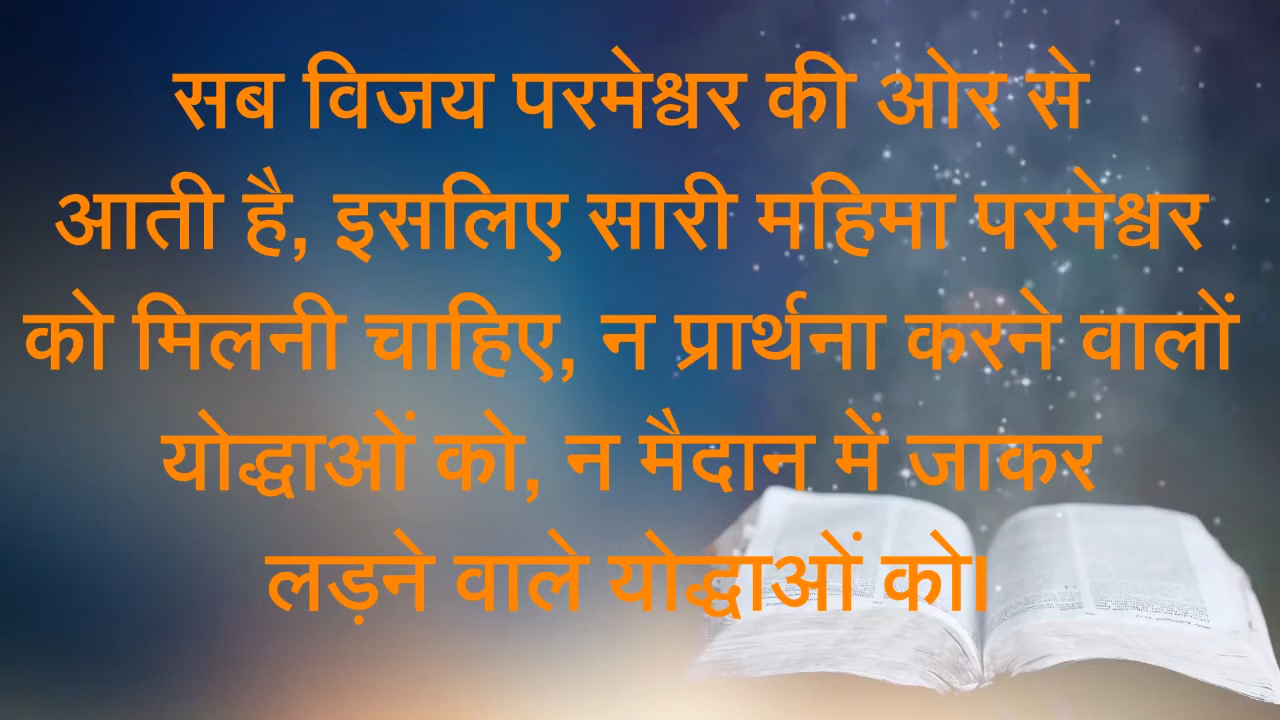 सब विजय परमेश्वर की ओर से
आती है, इसलिए सारी महिमा परमेश्वर
को मिलनी चाहिए, न प्रार्थना करने वालों
योद्धाओं को, न मैदान में जाकर
लड़ने वाले योद्धाओं को।